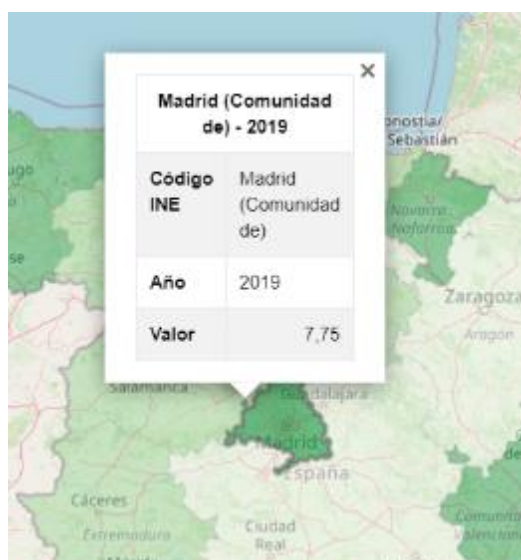 ×
Madrid (Comunidad
de) - 2019
Código
INE
Madrid
(Comunidad
de)
Año 2019
Valor 7,75
Sebastián
Navarra -
Nafarroa
Zaragoza
Aragón
Salamanca
Guadalajara
Madrid
España
Cáceres
Extremadura
Ciudad
Real
Comunitat
Valenciana